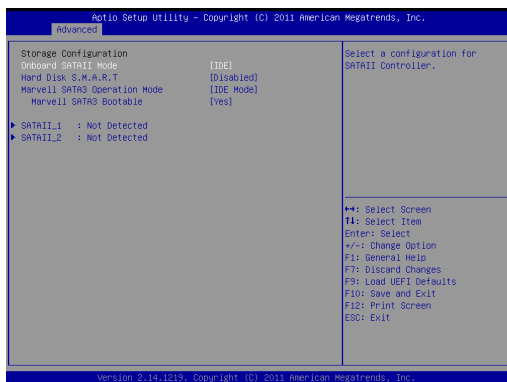 Aptio Setup Utility – Copyright (C) 2011 American Megatrends, Inc.
Advanced
Storage Configuration
Onboard SATAII Mode [IDE]
Hard Disk S.M.A.R.T [Disabled]
Marvell SATA3 Operation Mode [IDE Mode]
Marvell SATA3 Bootable [Yes]
SATAII_1 : Not Detected
SATAII_2 : Not Detected
Select a configuration for
SATAII Controller.
↔: Select Screen
↑↓: Select Item
Enter: Select
+/-: Change Option
F1: General Help
F7: Discard Changes
F9: Load UEFI Defaults
F10: Save and Exit
F12: Print Screen
ESC: Exit
Version 2.14.1219. Copyright (C) 2011 American Megatrends, Inc.